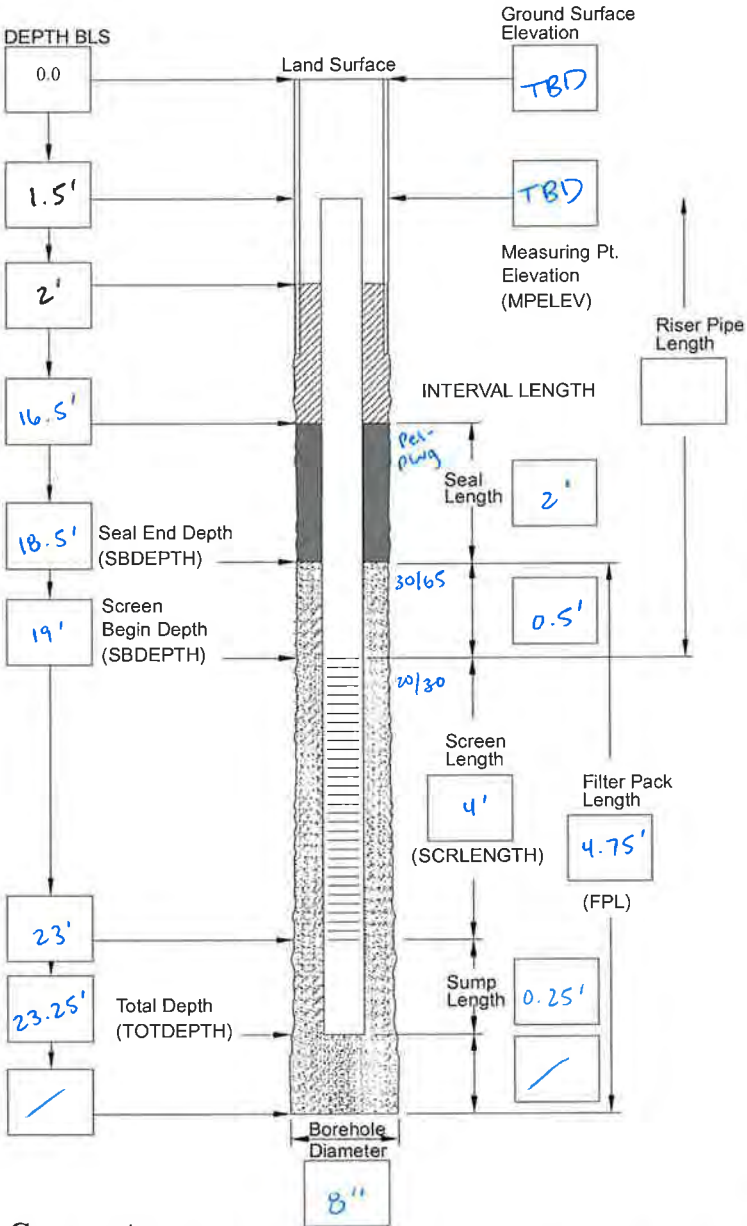 Ground Surface
Elevation
DEPTH BLS
0.0
Land Surface
TBD
1.5'
TBD
2'
Measuring Pt.
Elevation
(MPELEV)
Riser Pipe
Length
16.5'
INTERVAL LENGTH
Pel-
plug
Seal
Length
2'
18.5'
Seal End Depth
(SBDEPTH)
30/65
0.5'
19'
Screen
Begin Depth
(SBDEPTH)
20/30
Screen
Length
4'
(SCRLENGTH)
Filter Pack
Length
4.75'
(FPL)
23'
23.25'
Total Depth
(TOTDEPTH)
Sump
Length
0.25'
/
/
Borehole
Diameter
8"